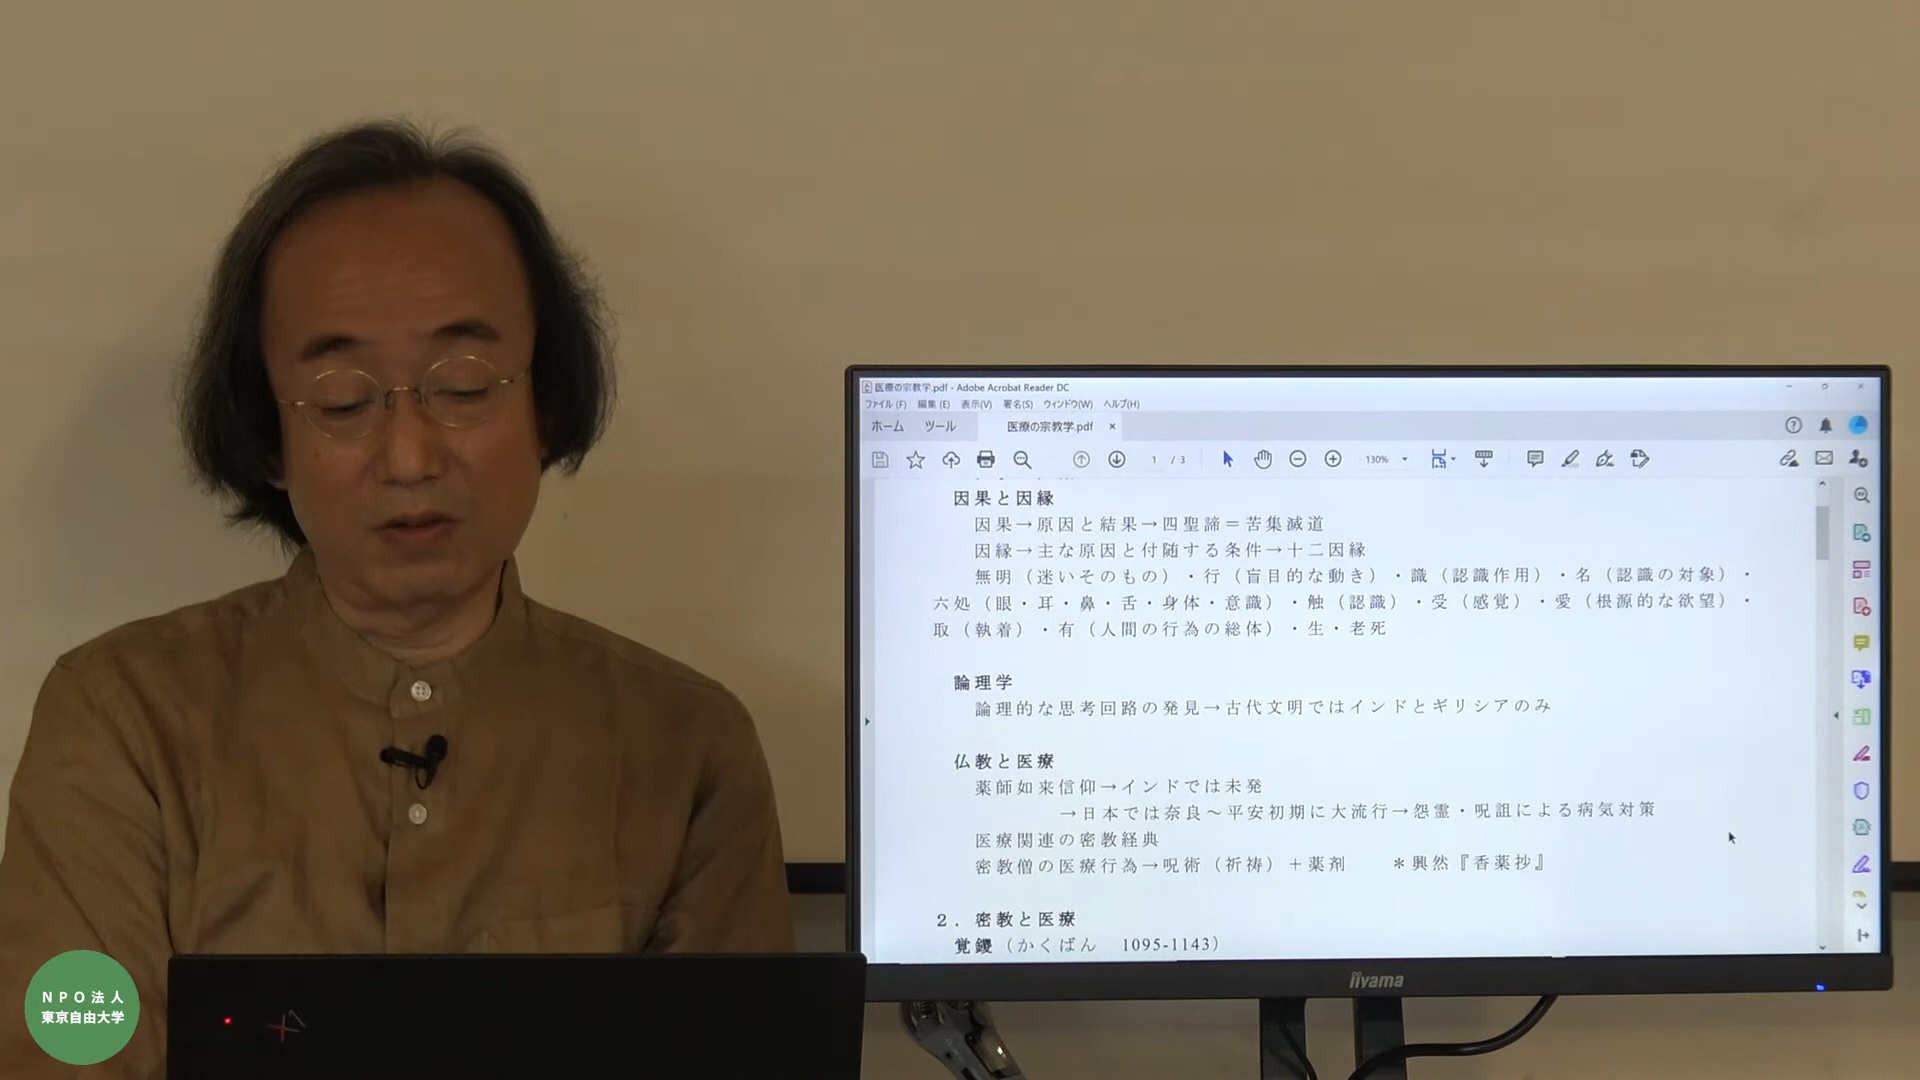 医療の宗教学.pdf - Adobe Acrobat Reader DC
ファイル(F) 編集(E) 表示(V) 署名(S) ウィンドウ(W) ヘルプ(H)
ホーム ツール 医療の宗教学.pdf ×
1 / 3 130%
因果と因縁
因果→原因と結果→四聖諦＝苦集滅道
因縁→主な原因と付随する条件→十二因縁
無明（迷いそのもの）・行（盲目的な動き）・識（認識作用）・名（認識の対象）・
六処（眼・耳・鼻・舌・身体・意識）・触（認識）・受（感覚）・愛（根源的な欲望）・
取（執着）・有（人間の行為の総体）・生・老死
論理学
論理的な思考回路の発見→古代文明ではインドとギリシアのみ
仏教と医療
薬師如来信仰→インドでは未発
→日本では奈良～平安初期に大流行→怨霊・呪詛による病気対策
医療関連の密教経典
密教僧の医療行為→呪術（祈祷）＋薬剤　＊興然『香薬抄』
２．密教と医療
覚鑁（かくばん　1095-1143）
iiyama
NPO法人
東京自由大学